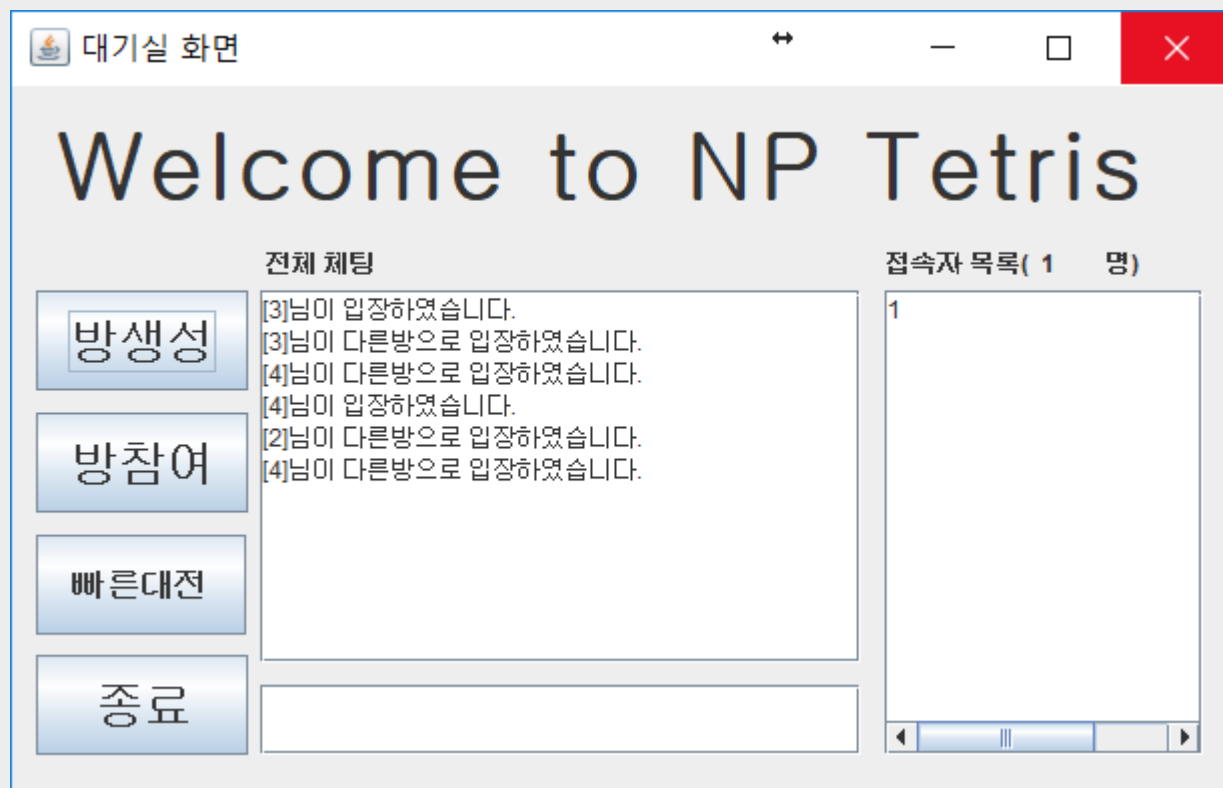 대기실 화면
Welcome to NP Tetris
전체 체팅
접속자 목록( 1 명)
방생성
방참여
빠른대전
종료
[3]님이 입장하였습니다.
[3]님이 다른방으로 입장하였습니다.
[4]님이 다른방으로 입장하였습니다.
[4]님이 입장하였습니다.
[2]님이 다른방으로 입장하였습니다.
[4]님이 다른방으로 입장하였습니다.
1